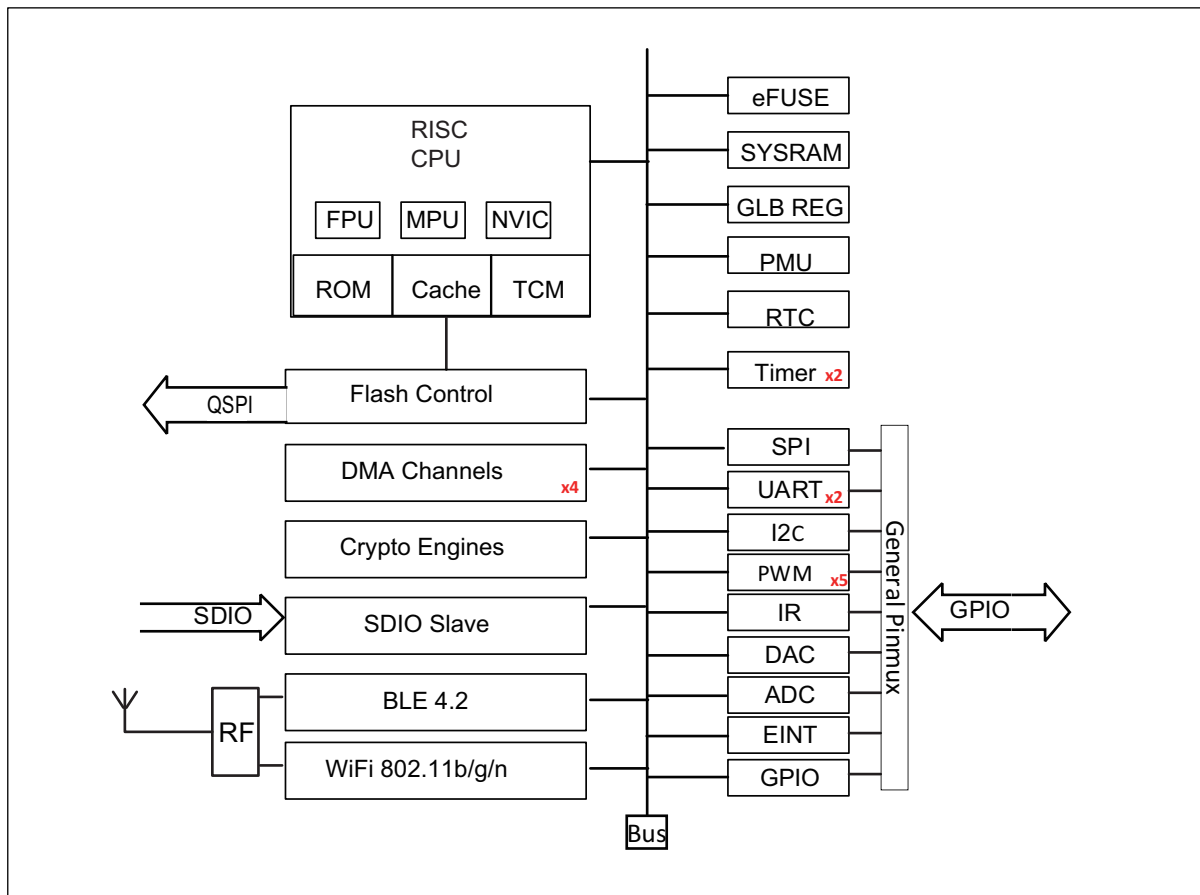 RISC
CPU
FPU
MPU
NVIC
ROM
Cache
TCM
QSPI
Flash Control
DMA Channels
x4
Crypto Engines
SDIO
SDIO Slave
RF
BLE 4.2
WiFi 802.11b/g/n
Bus
eFUSE
SYSRAM
GLB REG
PMU
RTC
Timer x2
SPI
UART x2
I2C
PWM x5
IR
DAC
ADC
EINT
GPIO
General Pinmux
GPIO